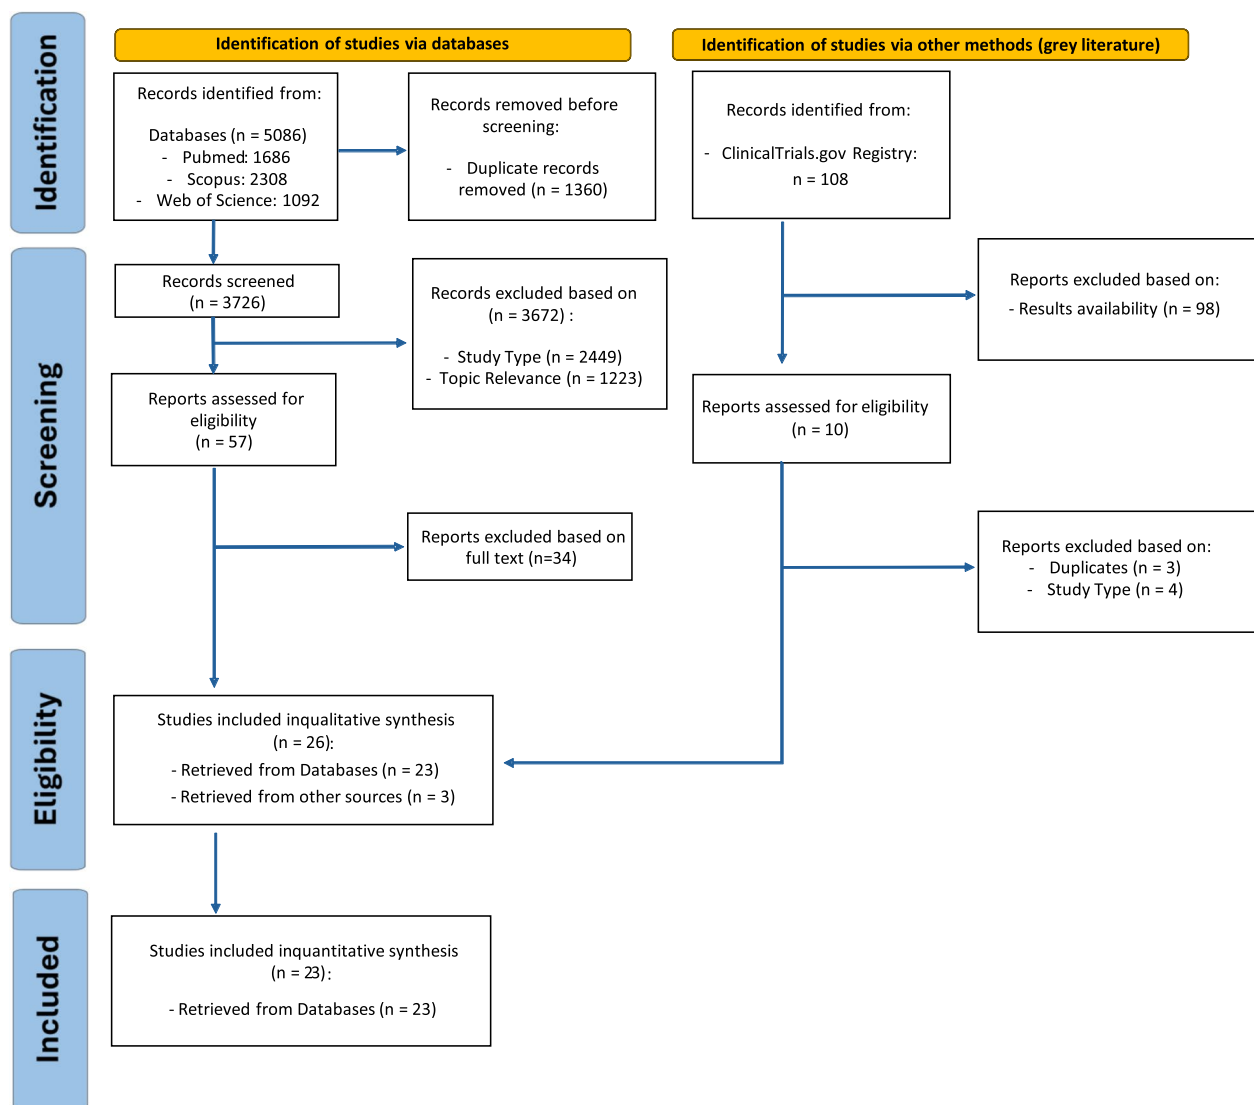 Identification
Identification of studies via databases
Records identified from:
Databases (n = 5086)
- Pubmed: 1686
- Scopus: 2308
- Web of Science: 1092
Records removed before
screening:
- Duplicate records
removed (n = 1360)
Identification of studies via other methods (grey literature)
Records identified from:
- ClinicalTrials.gov Registry:
n = 108
Screening
Records screened
(n = 3726)
Records excluded based on
(n = 3672) :
- Study Type (n = 2449)
- Topic Relevance (n = 1223)
Reports excluded based on:
- Results availability (n = 98)
Reports assessed for
eligibility
(n = 57)
Reports assessed for eligibility
(n = 10)
Reports excluded based on
full text (n=34)
Reports excluded based on:
- Duplicates (n = 3)
- Study Type (n = 4)
Eligibility
Studies included inqualitative synthesis
(n = 26):
- Retrieved from Databases (n = 23)
- Retrieved from other sources (n = 3)
Included
Studies included inquantitative synthesis
(n = 23):
- Retrieved from Databases (n = 23)